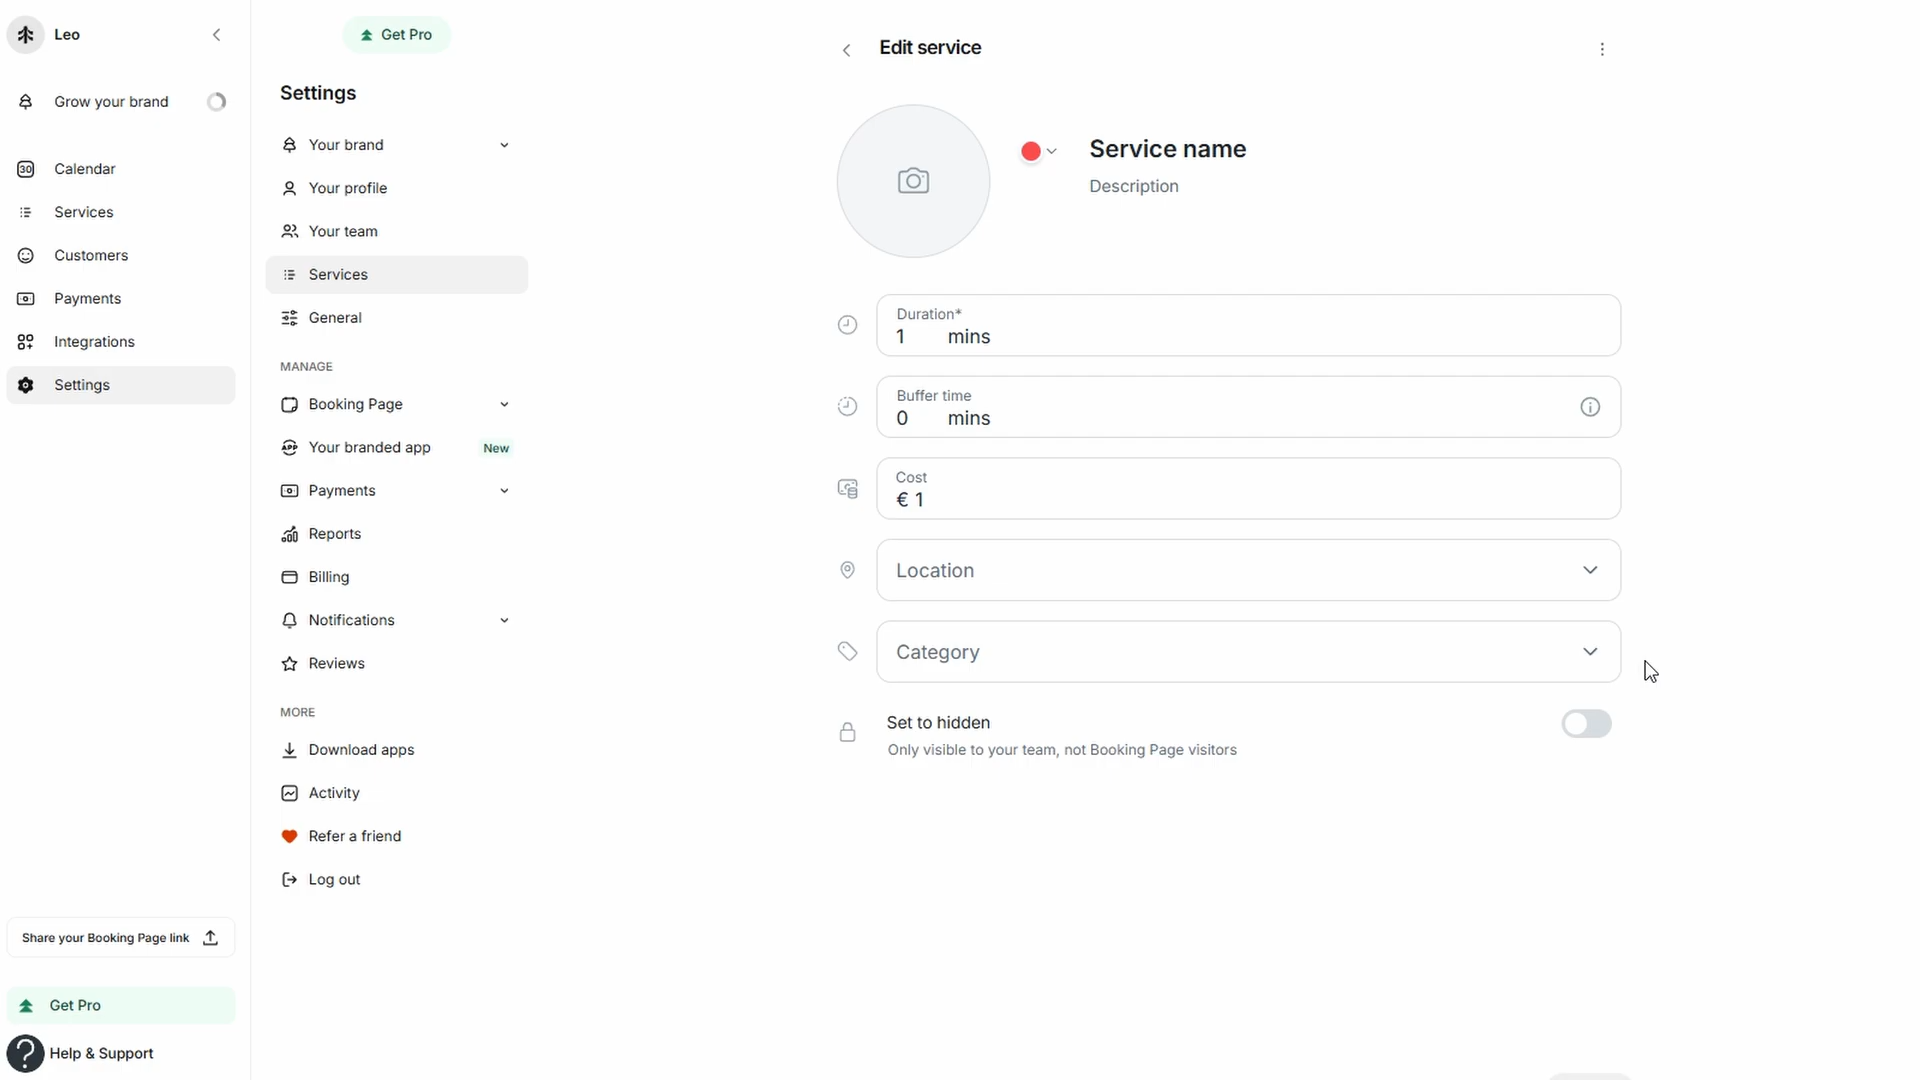 Leo
Grow your brand
30
Calendar
Services
Customers
Payments
Integrations
Settings
Share your Booking Page link
Get Pro
? Help & Support
Get Pro
Settings
Your brand
Your profile
Your team
Services
General
MANAGE
Booking Page
APP
Your branded app New
Payments
Reports
Billing
Notifications
Reviews
MORE
Download apps
Activity
Refer a friend
Log out
Edit service
Service name
Description
Duration*
1 mins
Buffer time
0 mins
Cost
€ 1
Location
Category
Set to hidden
Only visible to your team, not Booking Page visitors